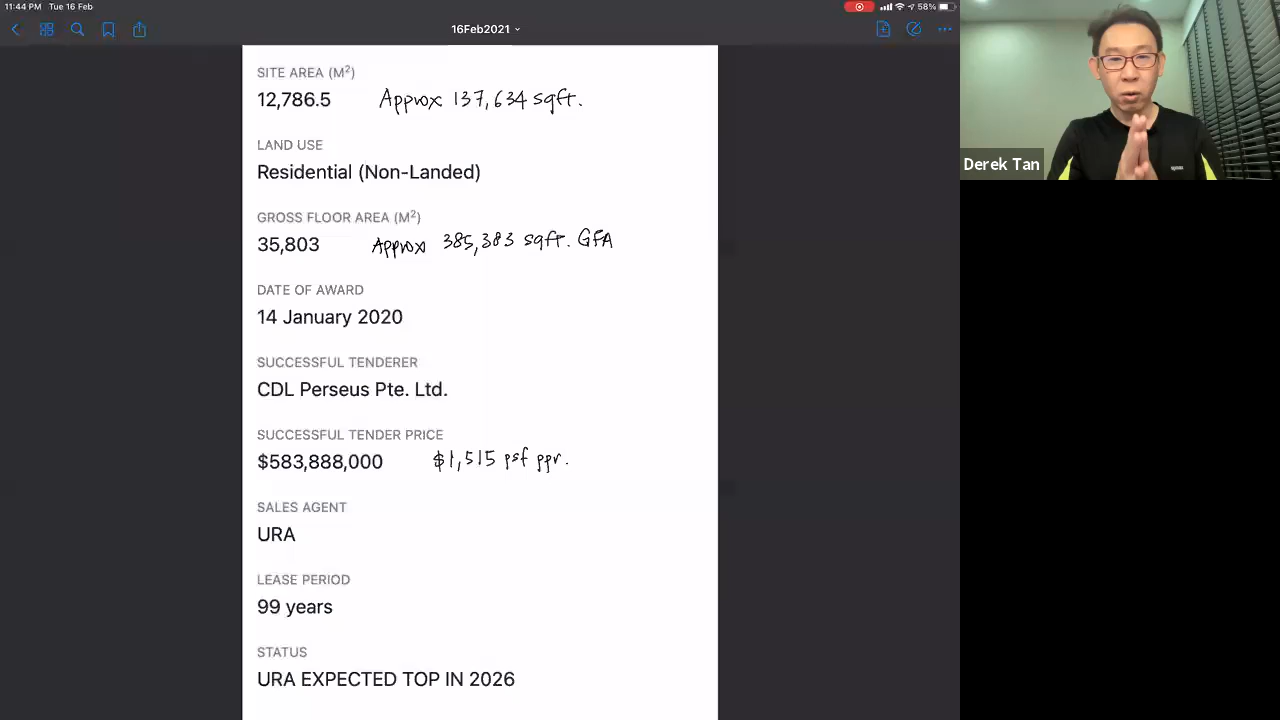 11:44 PM Tue 16 Feb
58%
16Feb2021
SITE AREA (M²)
12,786.5 Approx 137,634 sqft.
LAND USE
Residential (Non-Landed)
GROSS FLOOR AREA (M²)
35,803 Approx 385,383 sqft. GFA
DATE OF AWARD
14 January 2020
SUCCESSFUL TENDERER
CDL Perseus Pte. Ltd.
SUCCESSFUL TENDER PRICE
$583,888,000 $1,515 psf ppr.
SALES AGENT
URA
LEASE PERIOD
99 years
STATUS
URA EXPECTED TOP IN 2026
Derek Tan